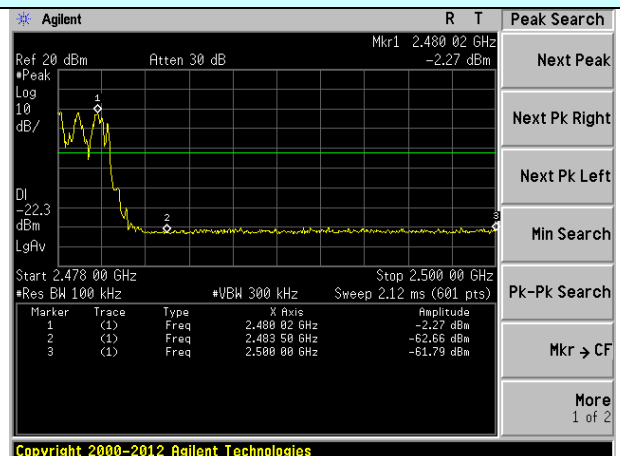 Agilent R T
Peak Search
Mkr1 2.480 02 GHz
Ref 20 dBm Atten 30 dB -2.27 dBm
#Peak
Log
10
dB/
1
DI
-22.3
dBm
LgAv
2
3
Start 2.478 00 GHz Stop 2.500 00 GHz
#Res BW 100 kHz #VBW 300 kHz Sweep 2.12 ms (601 pts)
Marker Trace Type X Axis Amplitude
1 (1) Freq 2.480 02 GHz -2.27 dBm
2 (1) Freq 2.483 50 GHz -62.66 dBm
3 (1) Freq 2.500 00 GHz -61.79 dBm
Next Peak
Next Pk Right
Next Pk Left
Min Search
Pk-Pk Search
Mkr → CF
More
1 of 2
Copyright 2000-2012 Agilent Technologies